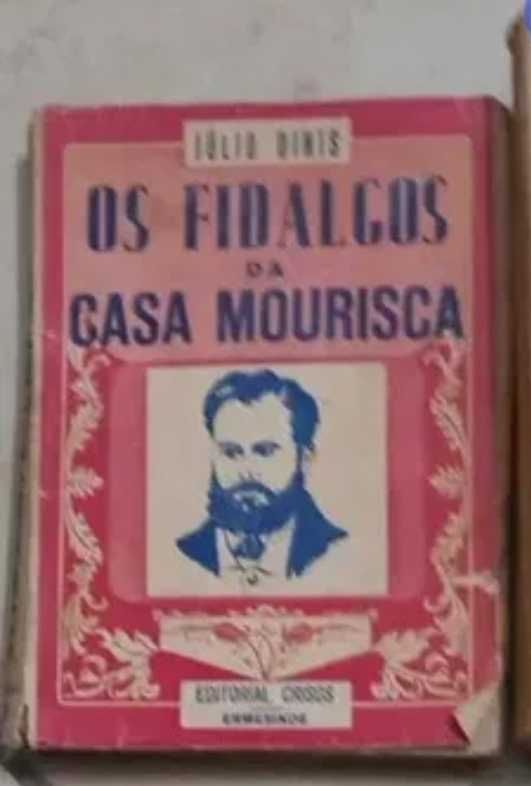 JÚLIO DINIS
OS FIDALGOS
DA
CASA MOURISCA
EDITORIAL CRISOS
ERMESINDE